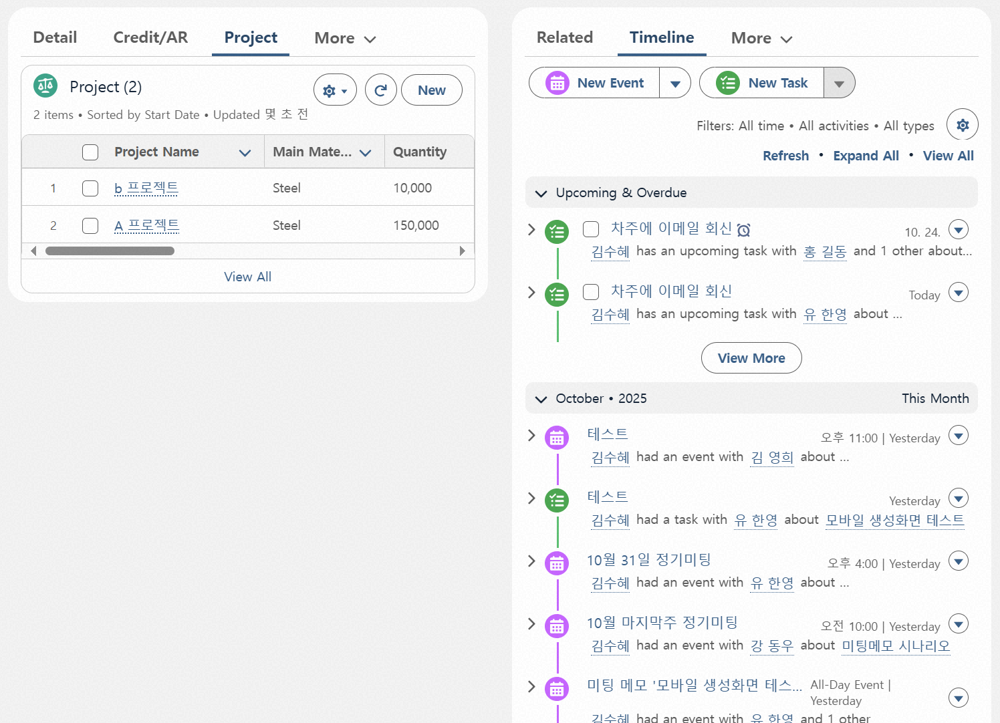 Detail Credit/AR Project More
Project (2)
New
2 items • Sorted by Start Date • Updated 몇 초 전
Project Name Main Mate... Quantity
1 b 프로젝트 Steel 10,000
2 A 프로젝트 Steel 150,000
View All
Related Timeline More
New Event New Task
Filters: All time • All activities • All types
Refresh • Expand All • View All
Upcoming & Overdue
차주에 이메일 회신 10. 24.
김수혜 has an upcoming task with 홍 길동 and 1 other about...
차주에 이메일 회신 Today
김수혜 has an upcoming task with 유 한영 about ...
View More
October • 2025 This Month
테스트 오후 11:00 | Yesterday
김수혜 had an event with 김 영희 about ...
테스트 Yesterday
김수혜 had a task with 유 한영 about 모바일 생성화면 테스트
10월 31일 정기미팅 오후 4:00 | Yesterday
김수혜 had an event with 유 한영 about ...
10월 마지막주 정기미팅 오전 10:00 | Yesterday
김수혜 had an event with 강 동우 about 미팅메모 시나리오
미팅 메모 '모바일 생성화면 테스... All-Day Event |
Yesterday
김수혜 had an event with 유 한영 and 1 other